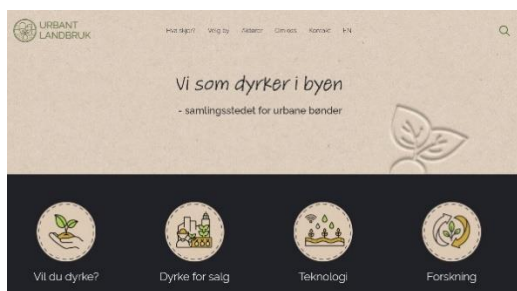 URBANT
LANDBRUK
Hva skjer? Velg by Aktører Om oss Kontakt EN
Vi som dyrker i byen
- samlingsstedet for urbane bønder
Vil du dyrke? Dyrke for salg Teknologi Forskning